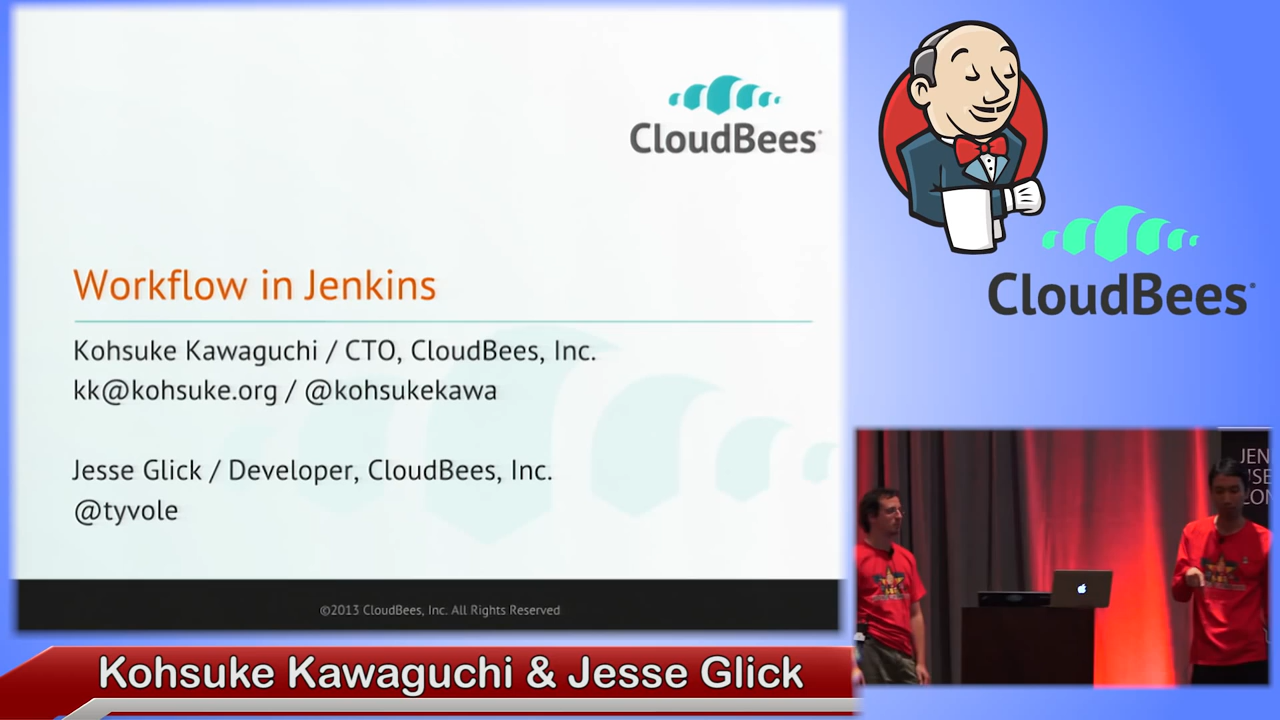 CloudBees
Workflow in Jenkins
Kohsuke Kawaguchi / CTO, CloudBees, Inc.
kk@kohsuke.org / @kohsukekawa
Jesse Glick / Developer, CloudBees, Inc.
@tyvole
©2013 CloudBees, Inc. All Rights Reserved
CloudBees
JEN
Kohsuke Kawaguchi & Jesse Glick